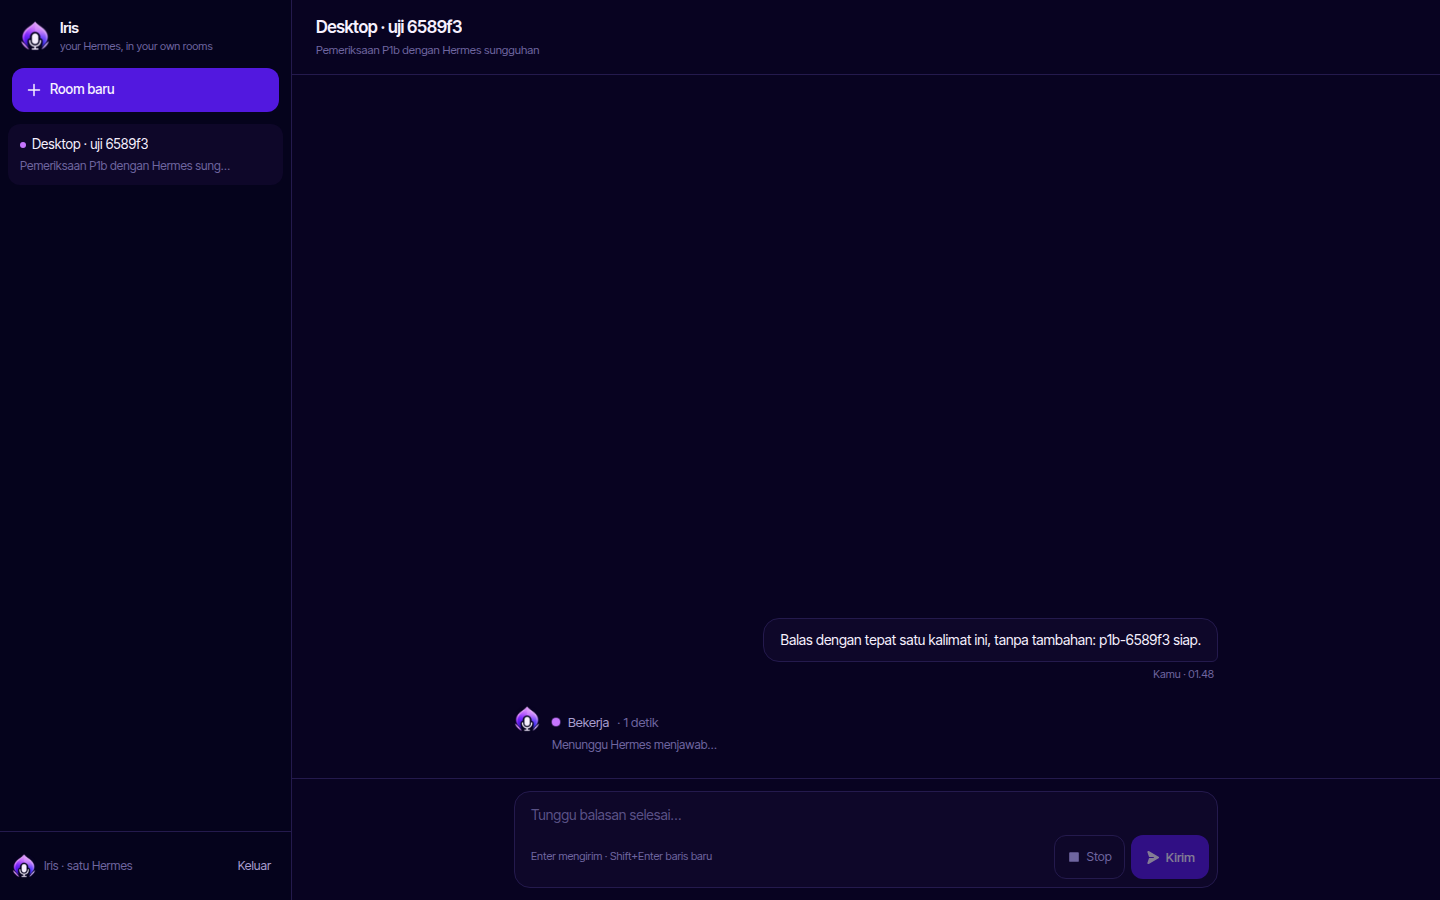 Iris
your Hermes, in your own rooms
Room baru
Desktop · uji 6589f3
Pemeriksaan P1b dengan Hermes sung...
Iris · satu Hermes
Keluar
Desktop · uji 6589f3
Pemeriksaan P1b dengan Hermes sungguhan
Balas dengan tepat satu kalimat ini, tanpa tambahan: p1b-6589f3 siap.
Kamu · 01.48
Bekerja · 1 detik
Menunggu Hermes menjawab...
Tunggu balasan selesai...
Enter mengirim · Shift+Enter baris baru
Stop
Kirim